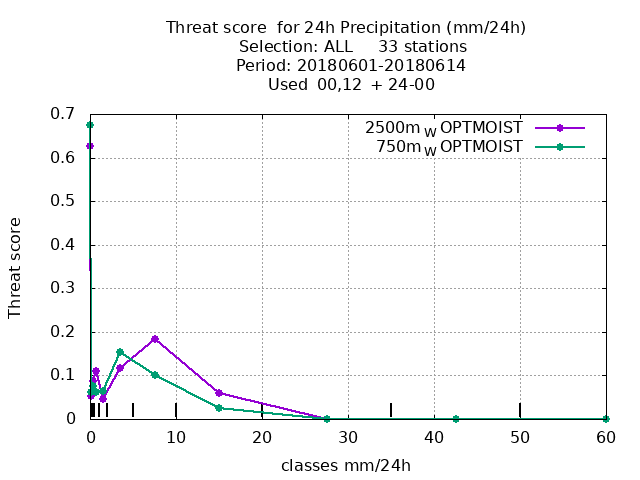 Threat score  for 24h Precipitation (mm/24h)
Selection: ALL     33 stations
Period: 20180601-20180614
Used  00,12  + 24-00
2500m W OPTMOIST
750m W OPTMOIST
Threat score
0.7
0.6
0.5
0.4
0.3
0.2
0.1
0
0 10 20 30 40 50 60
classes mm/24h